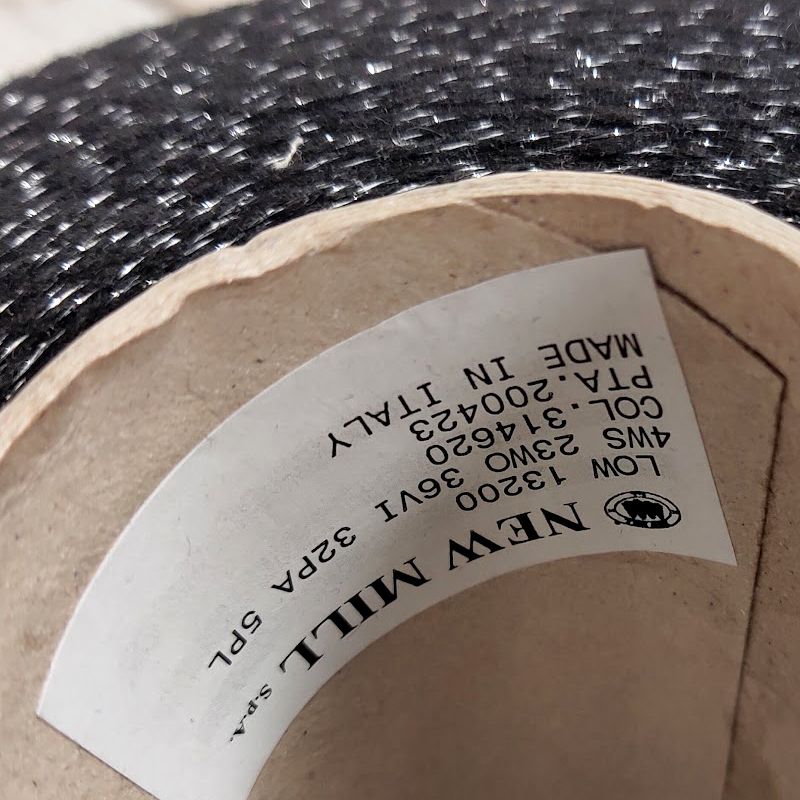 NEW MILL S.p.A.
LOW 13200
4WS 23WO 36VI 32PA 5PL
COL.314620
PTA.200423
MADE IN ITALY